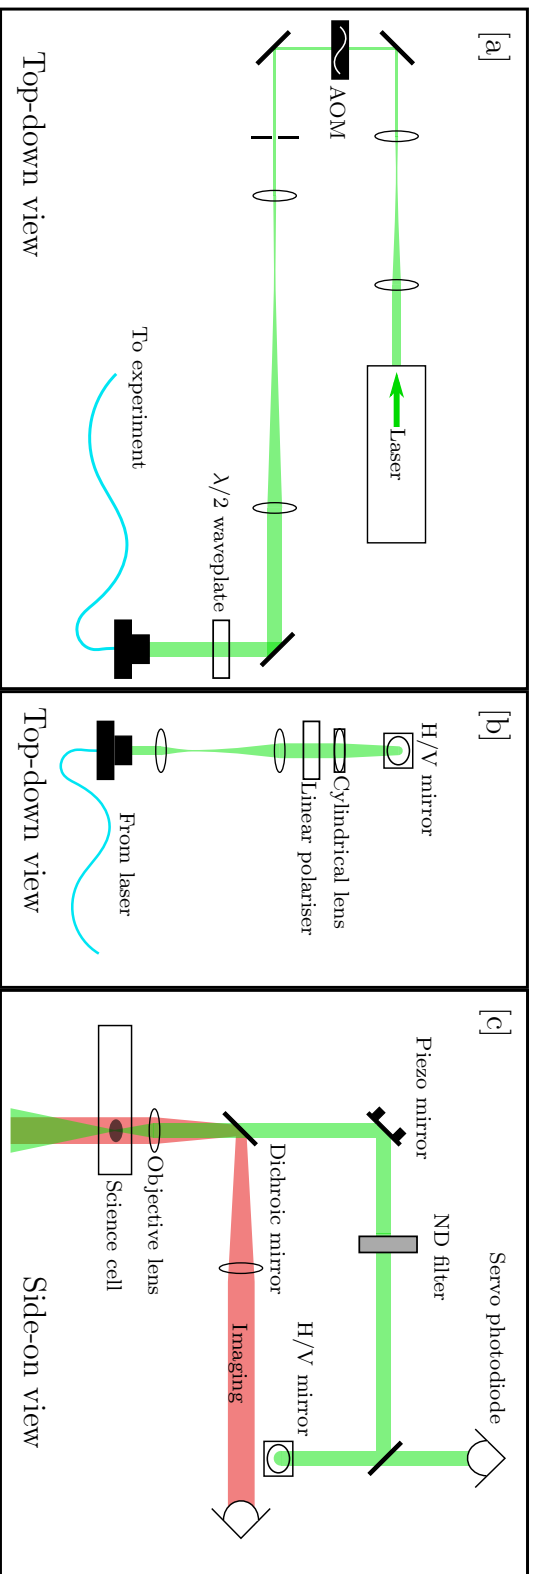 [a]
Laser
AOM
λ/2 waveplate
To experiment
Top-down view
[b]
H/V mirror
Cylindrical lens
Linear polariser
From laser
Top-down view
[c]
Servo photodiode
Piezo mirror
ND filter
H/V mirror
Dichroic mirror
Imaging
Objective lens
Science cell
Side-on view